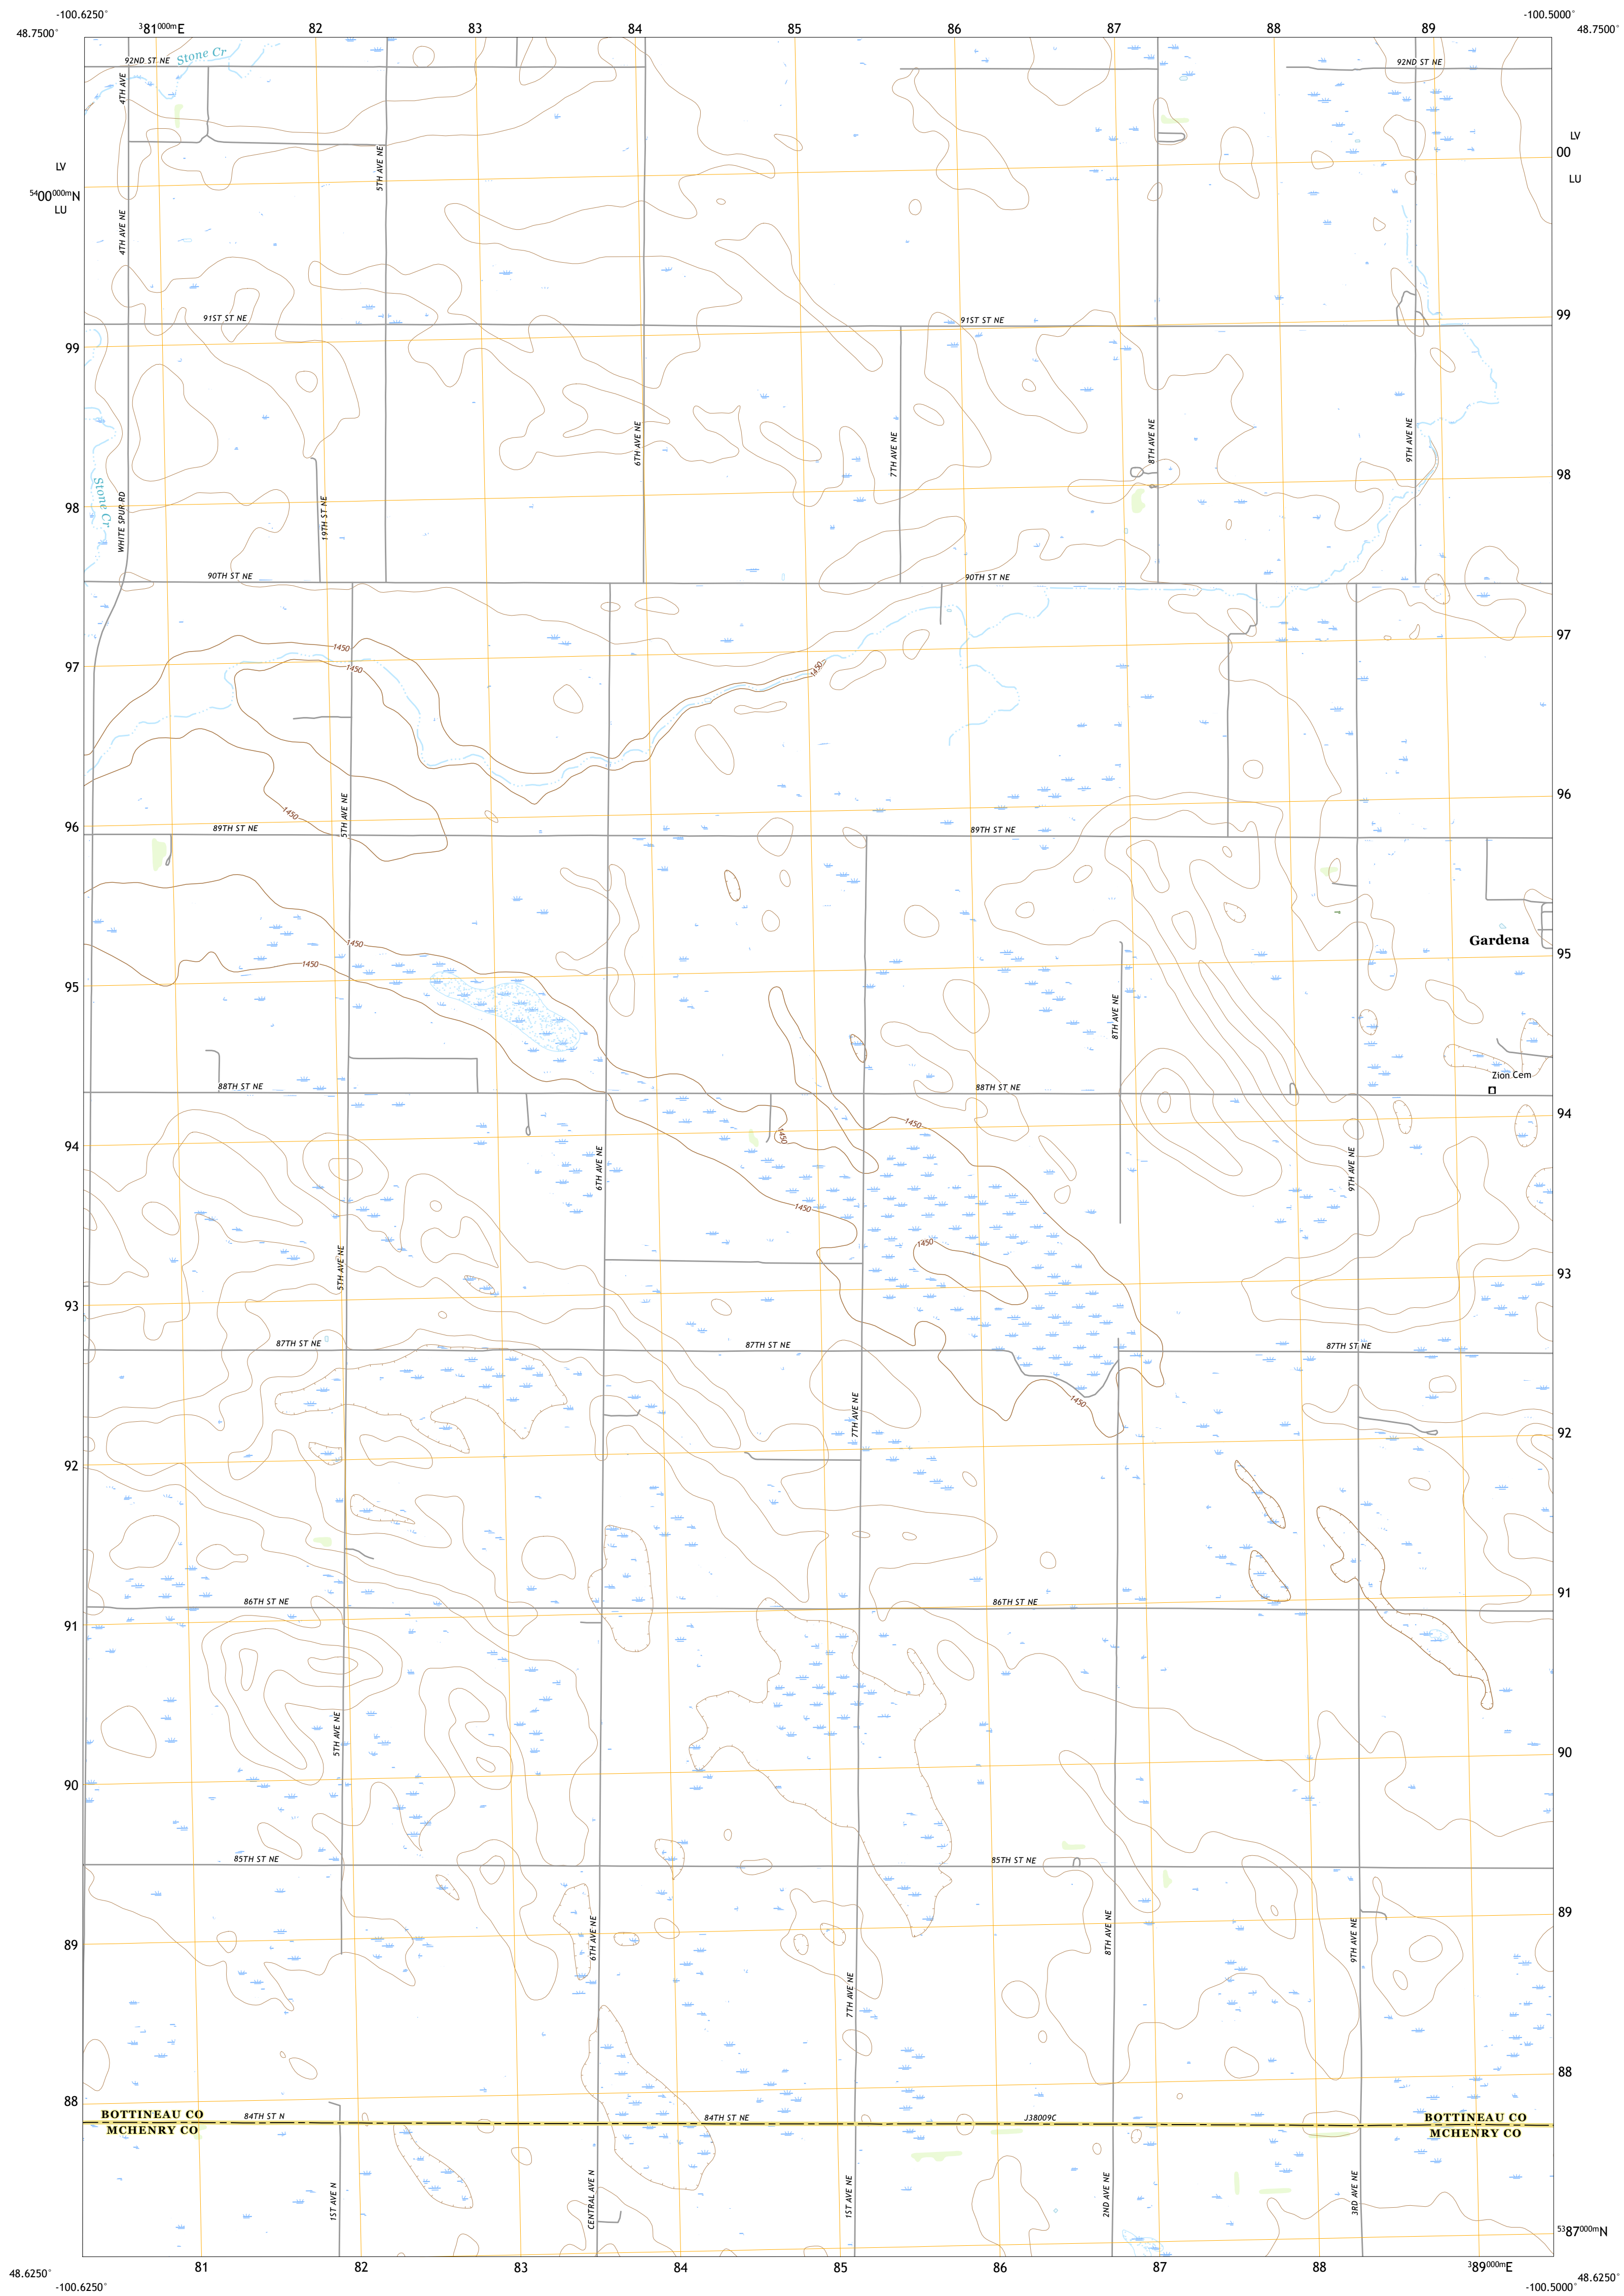 -100.6250°
-100.5000°
48.7500°
³81⁰⁰⁰ᵐE
82
83
84
85
86
87
88
89
48.7500°
Stone Cr
92ND ST NE
92ND ST NE
4TH AVE
LV
LV
00
5TH AVE NE
LU
⁵⁴00⁰⁰⁰ᵐN
LU
4TH AVE NE
91ST ST NE
91ST ST NE
99
99
6TH AVE NE
7TH AVE NE
8TH AVE NE
9TH AVE NE
98
Stone Cr
WHITE SPUR RD
19TH ST NE
98
90TH ST NE
90TH ST NE
97
1450
1450
1450
97
96
1450
5TH AVE NE
96
89TH ST NE
89TH ST NE
Gardena
1450
1450
95
95
8TH AVE NE
Zion Cem
88TH ST NE
88TH ST NE
94
1450
1450
94
6TH AVE NE
9TH AVE NE
1450
1450
5TH AVE NE
93
93
87TH ST NE
87TH ST NE
87TH ST NE
1450
7TH AVE NE
92
92
91
86TH ST NE
86TH ST NE
91
5TH AVE NE
90
90
85TH ST NE
85TH ST NE
89
6TH AVE NE
8TH AVE NE
9TH AVE NE
89
7TH AVE NE
88
88
BOTTINEAU CO
84TH ST N
84TH ST NE
J38009C
BOTTINEAU CO
MCHENRY CO
MCHENRY CO
1ST AVE N
CENTRAL AVE N
1ST AVE NE
2ND AVE NE
3RD AVE NE
⁵³87⁰⁰⁰ᵐN
81
82
83
84
85
86
87
88
³89⁰⁰⁰ᵐE
48.6250°
48.6250°
-100.6250°
-100.5000°